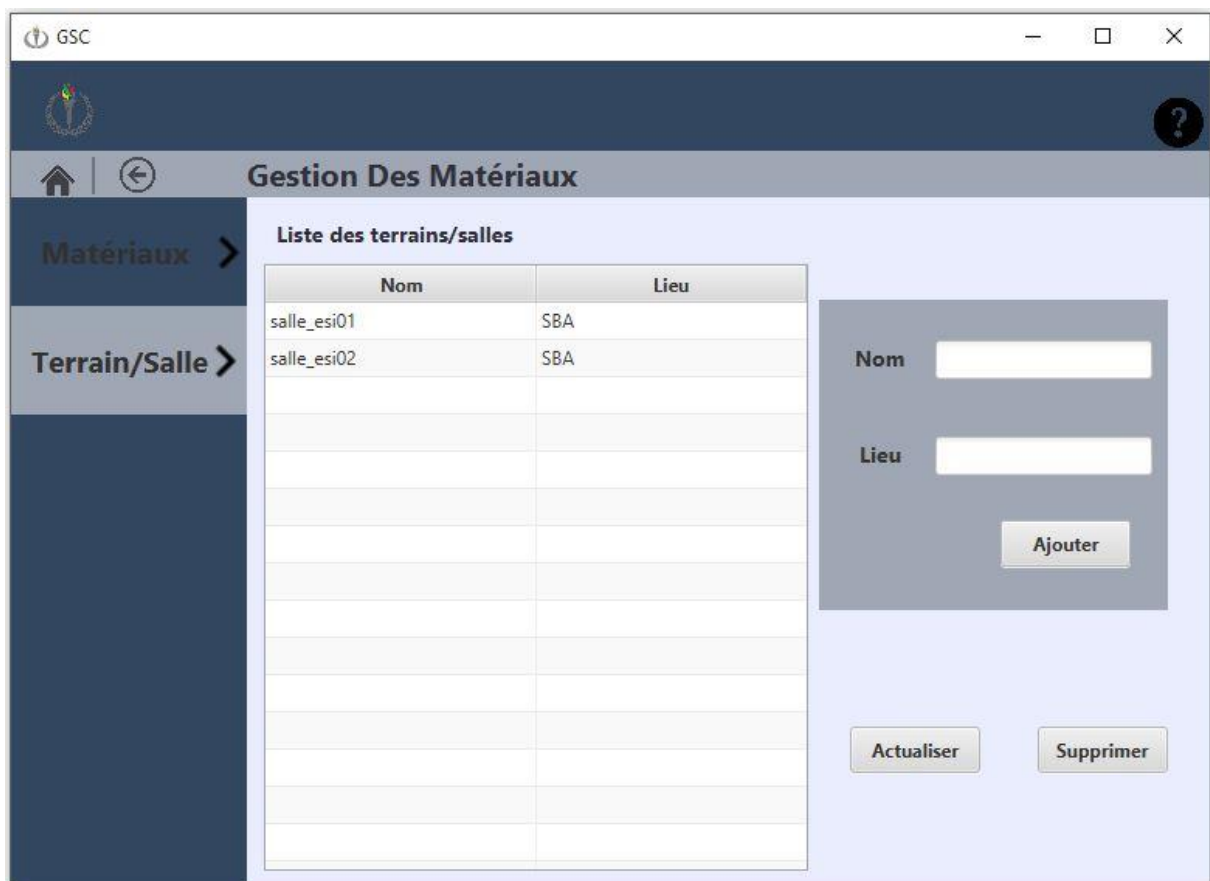 GSC
?
Gestion Des Matériaux
Matériaux
Terrain/Salle
Liste des terrains/salles
Nom Lieu
salle_esi01 SBA
salle_esi02 SBA
Nom
Lieu
Ajouter
Actualiser Supprimer